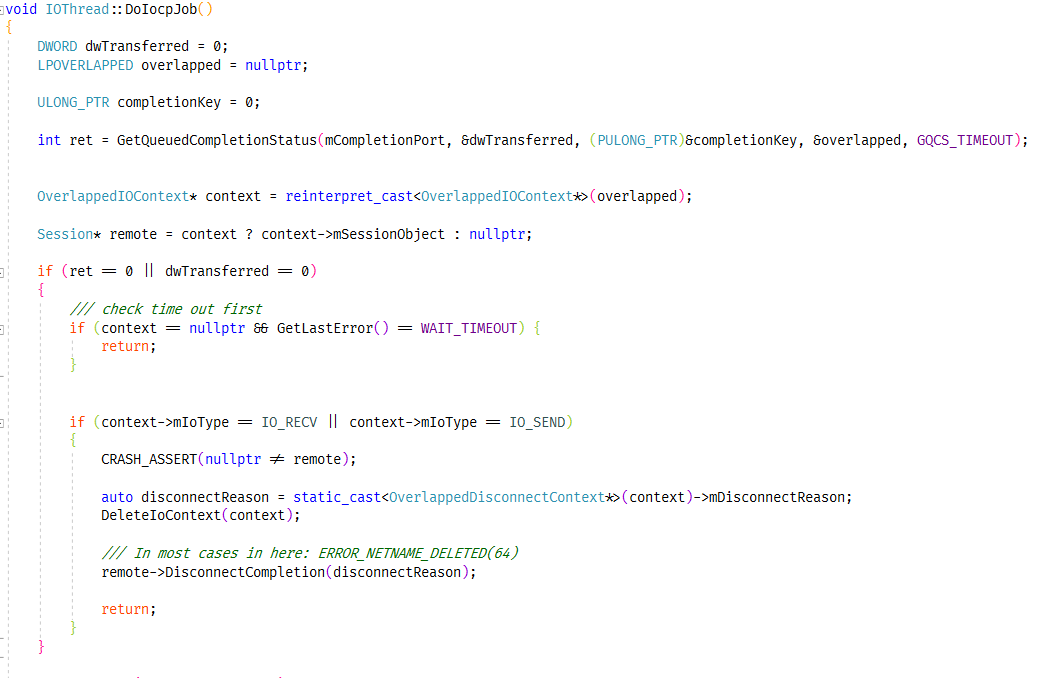 void IOThread::DoIocpJob()
{
DWORD dwTransferred = 0;
LPOVERLAPPED overlapped = nullptr;
ULONG_PTR completionKey = 0;
int ret = GetQueuedCompletionStatus(mCompletionPort, &dwTransferred, (PULONG_PTR)&completionKey, &overlapped, GQCS_TIMEOUT);
OverlappedIOContext* context = reinterpret_cast<OverlappedIOContext*>(overlapped);
Session* remote = context ? context->mSessionObject : nullptr;
if (ret == 0 || dwTransferred == 0)
{
/// check time out first
if (context == nullptr && GetLastError() == WAIT_TIMEOUT) {
return;
}
if (context->mIoType == IO_RECV || context->mIoType == IO_SEND)
{
CRASH_ASSERT(nullptr != remote);
auto disconnectReason = static_cast<OverlappedDisconnectContext*>(context)->mDisconnectReason;
DeleteIoContext(context);
/// In most cases in here: ERROR_NETNAME_DELETED(64)
remote->DisconnectCompletion(disconnectReason);
return;
}
}